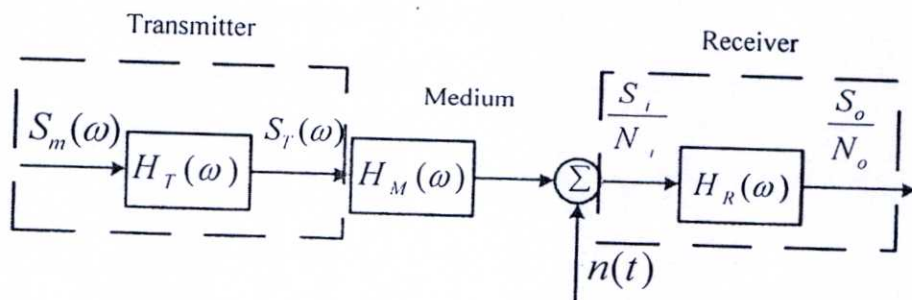 Transmitter
Receiver
Medium
S_m(ω)
H_T(ω)
S_T(ω)
H_M(ω)
Σ
S_i/N_i
H_R(ω)
S_o/N_o
n(t)